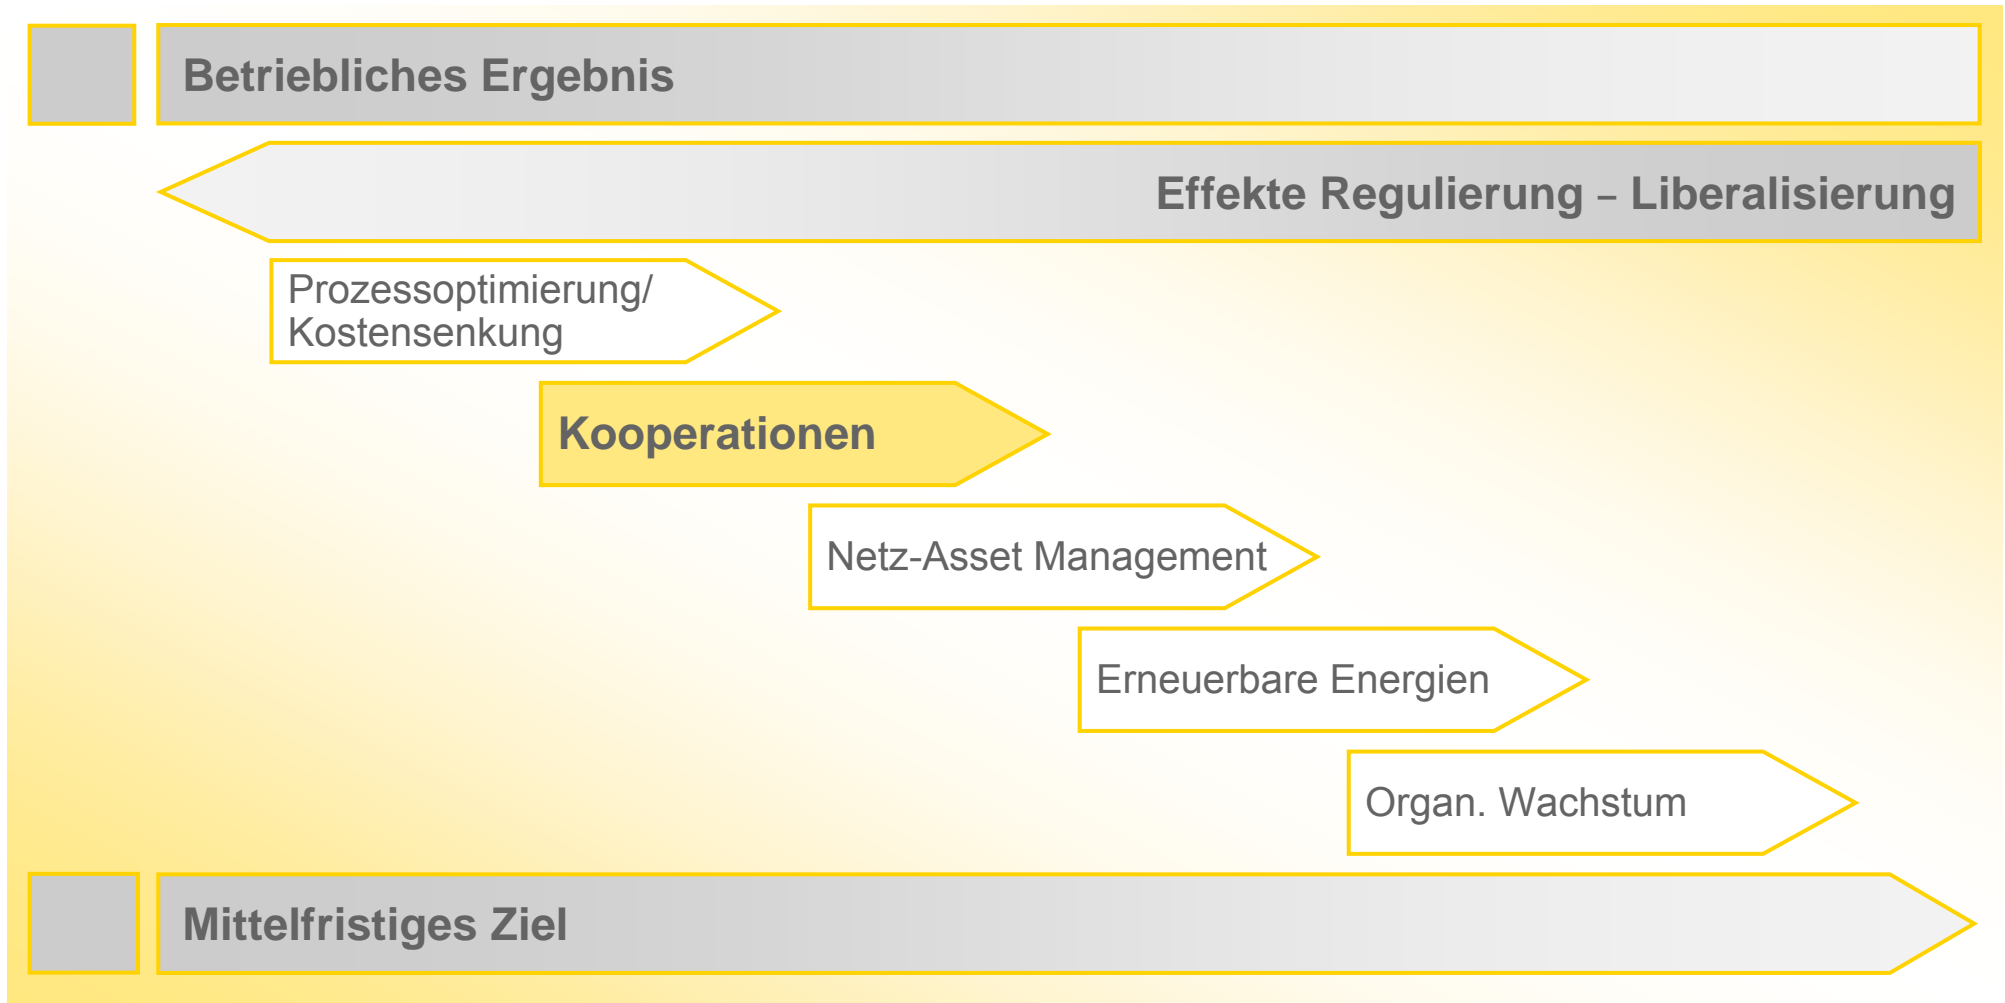 Betriebliches Ergebnis
Effekte Regulierung – Liberalisierung
Prozessoptimierung/
Kostensenkung
Kooperationen
Netz-Asset Management
Erneuerbare Energien
Organ. Wachstum
Mittelfristiges Ziel